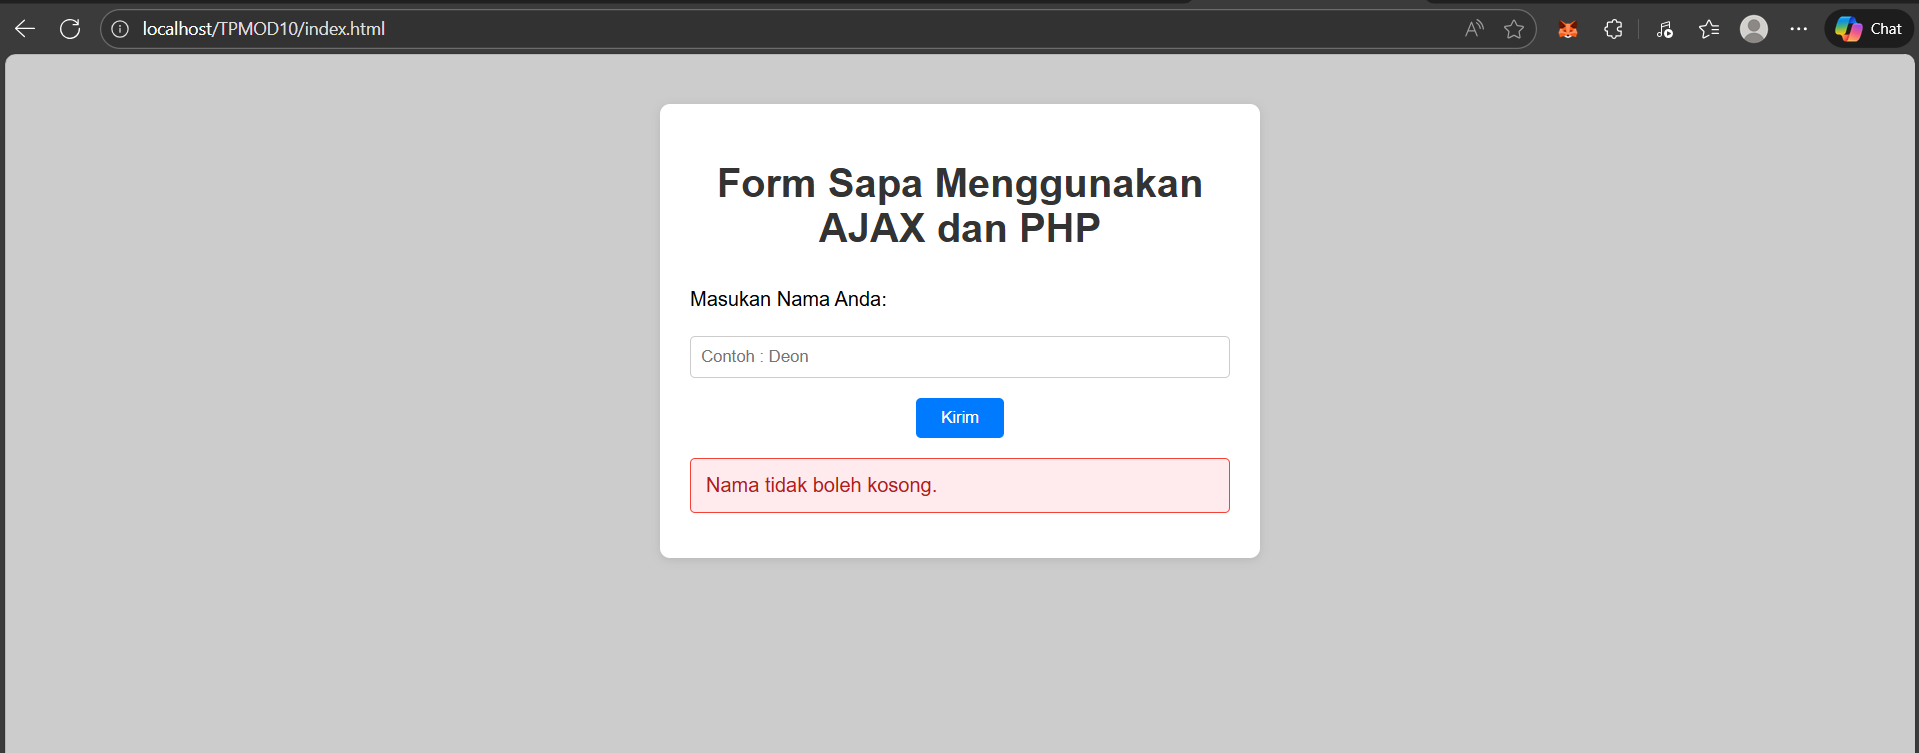 localhost/TPMOD10/index.html
Chat
Form Sapa Menggunakan
AJAX dan PHP
Masukan Nama Anda:
Contoh : Deon
Kirim
Nama tidak boleh kosong.